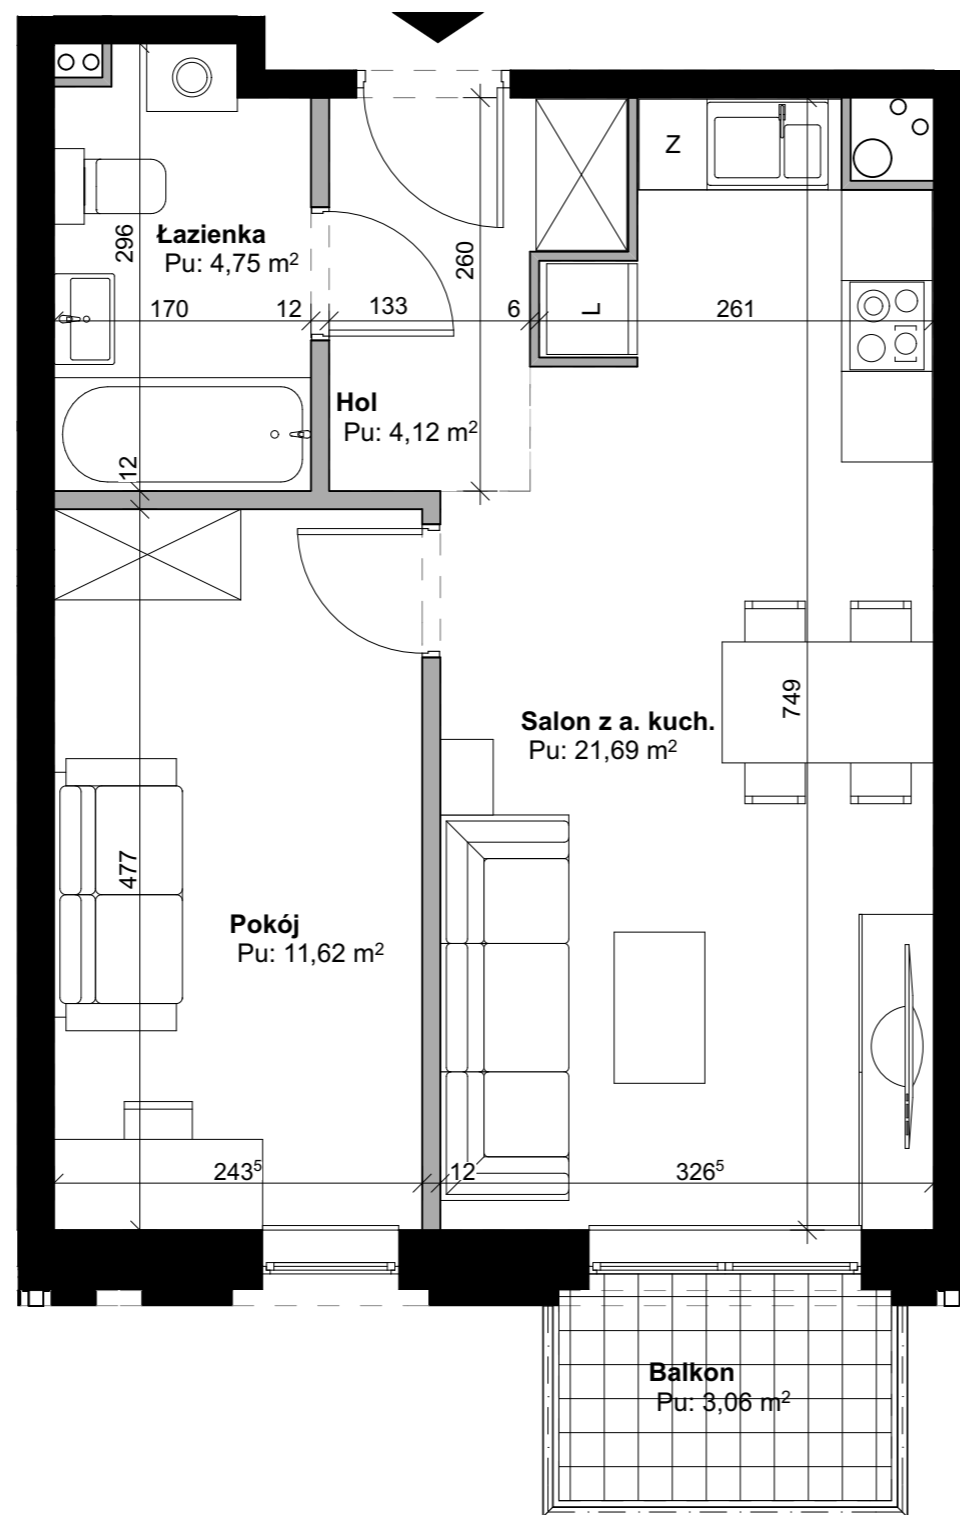 Z
Łazienka
Pu: 4,75 m²
296
260
170
12
133
6
L
261
Hol
Pu: 4,12 m²
12
Salon z a. kuch.
Pu: 21,69 m²
749
477
Pokój
Pu: 11,62 m²
243⁵
12
326⁵
Balkon
Pu: 3,06 m²